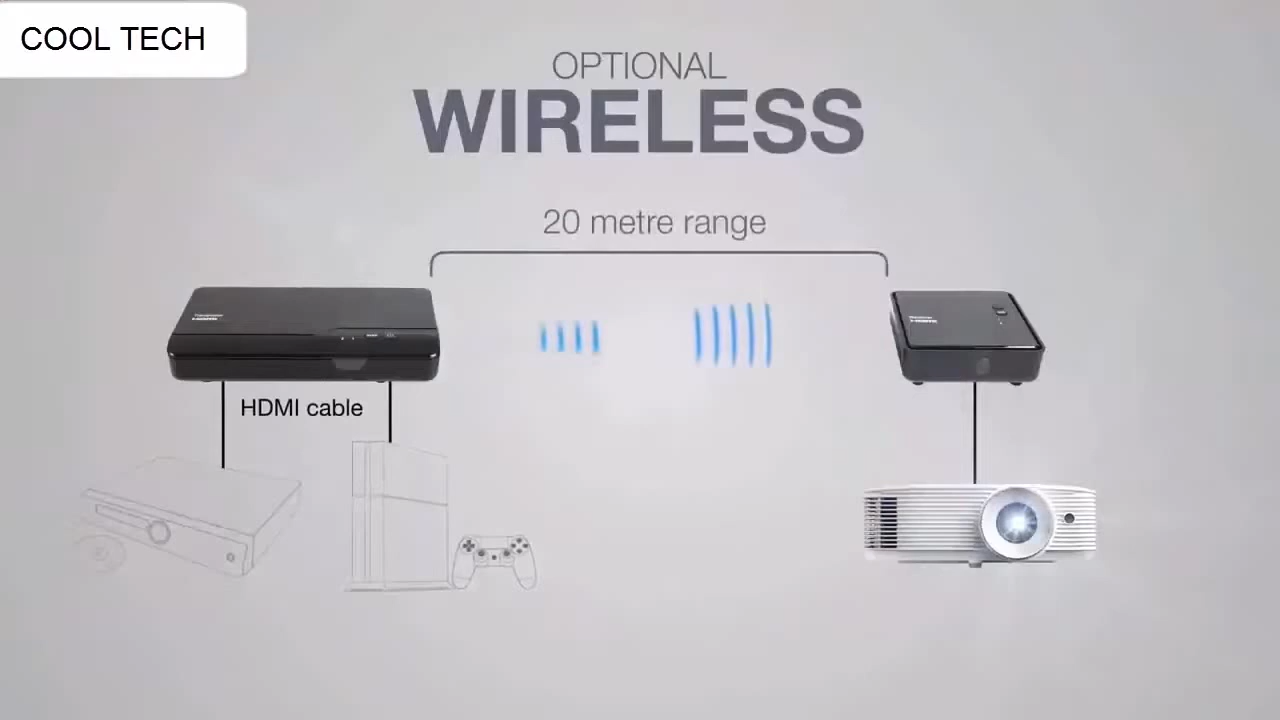 COOL TECH
OPTIONAL
WIRELESS
20 metre range
HDMI cable